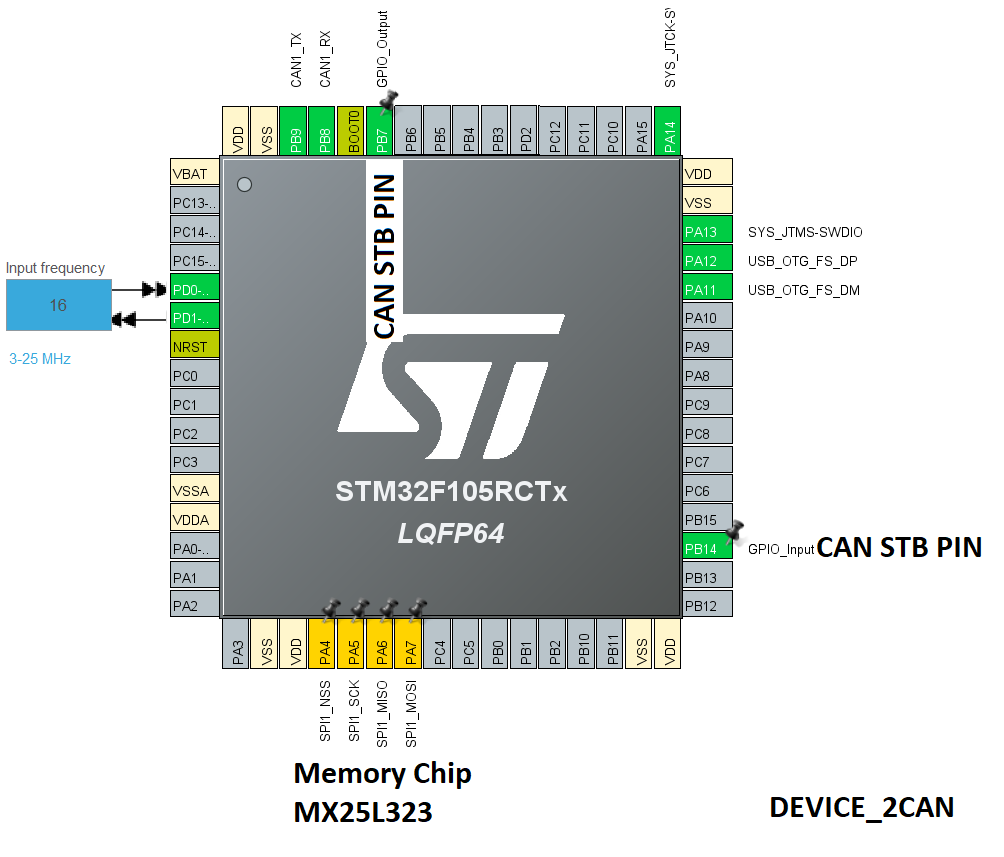 CAN1_TX
CAN1_RX
GPIO_Output
SYS_JTCK-S
VDD
VSS
PB9
PB8
BOOT0
PB7
PB6
PB5
PB4
PB3
PD2
PC12
PC11
PC10
PA15
PA14
VBAT
PC13-..
PC14-..
PC15-..
Input frequency
16
3-25 MHz
PD0-..
PD1-..
NRST
PC0
PC1
PC2
PC3
VSSA
VDDA
PA0-..
PA1
PA2
CAN STB PIN
ST
STM32F105RCTx
LQFP64
VDD
VSS
PA13 SYS_JTMS-SWDIO
PA12 USB_OTG_FS_DP
PA11 USB_OTG_FS_DM
PA10
PA9
PA8
PC9
PC8
PC7
PC6
PB15
PB14 GPIO_Input CAN STB PIN
PB13
PB12
PA3
VSS
VDD
PA4
PA5
PA6
PA7
PC4
PC5
PB0
PB1
PB2
PB10
PB11
VSS
VDD
SPI1_NSS
SPI1_SCK
SPI1_MISO
SPI1_MOSI
Memory Chip
MX25L323
DEVICE_2CAN